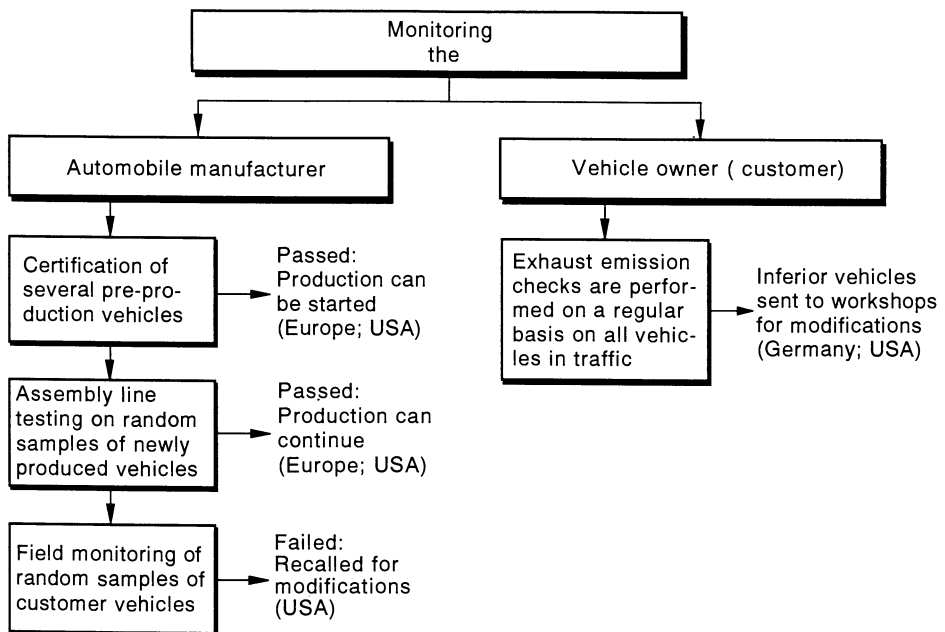 Monitoring
the
Automobile manufacturer
Certification of
several pre-pro-
duction vehicles
Passed:
Production can
be started
(Europe; USA)
Assembly line
testing on random
samples of newly
produced vehicles
Passed:
Production can
continue
(Europe; USA)
Field monitoring of
random samples of
customer vehicles
Failed:
Recalled for
modifications
(USA)
Vehicle owner ( customer)
Exhaust emission
checks are perfor-
med on a regular
basis on all vehic-
les in traffic
Inferior vehicles
sent to workshops
for modifications
(Germany; USA)